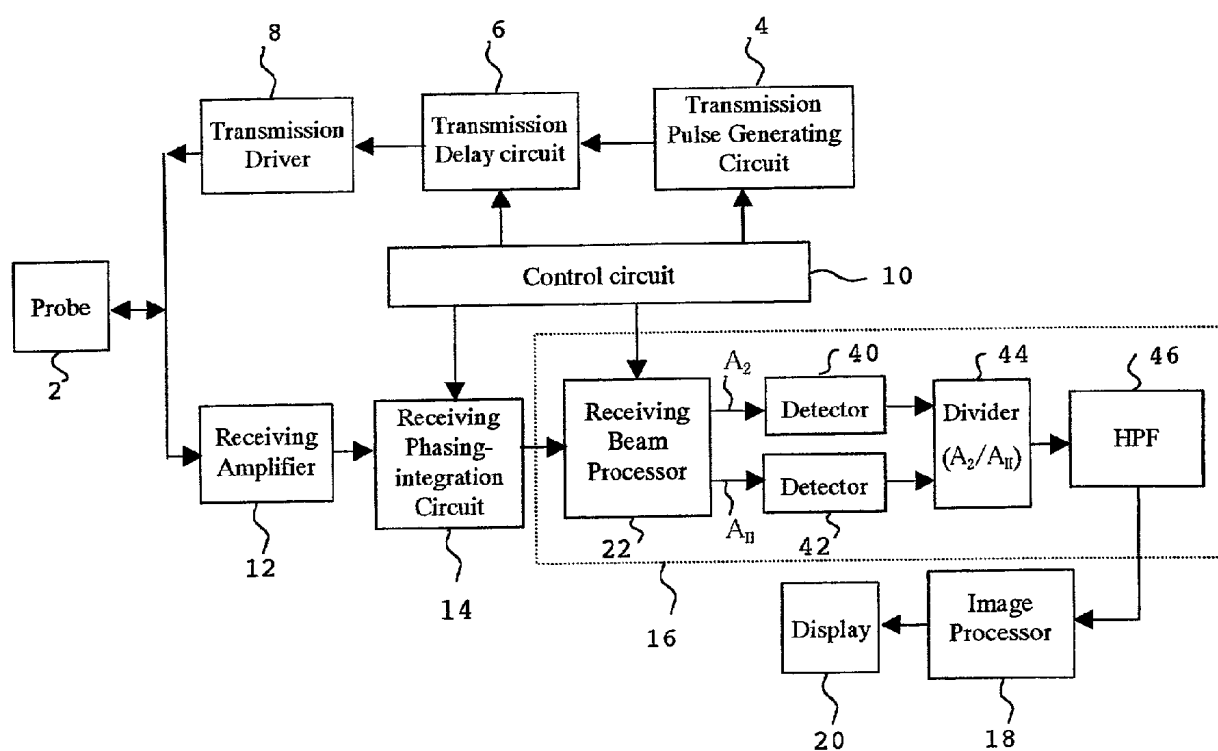 8
6
4
Transmission
Driver
Transmission
Delay circuit
Transmission
Pulse Generating
Circuit
Control circuit
10
Probe
2
A2
40
44
46
Receiving
Amplifier
Receiving
Phasing-
integration
Circuit
Receiving
Beam
Processor
Detector
Divider
(A2/AII)
HPF
Detector
AII
12
14
22
42
16
Display
Image
Processor
20
18